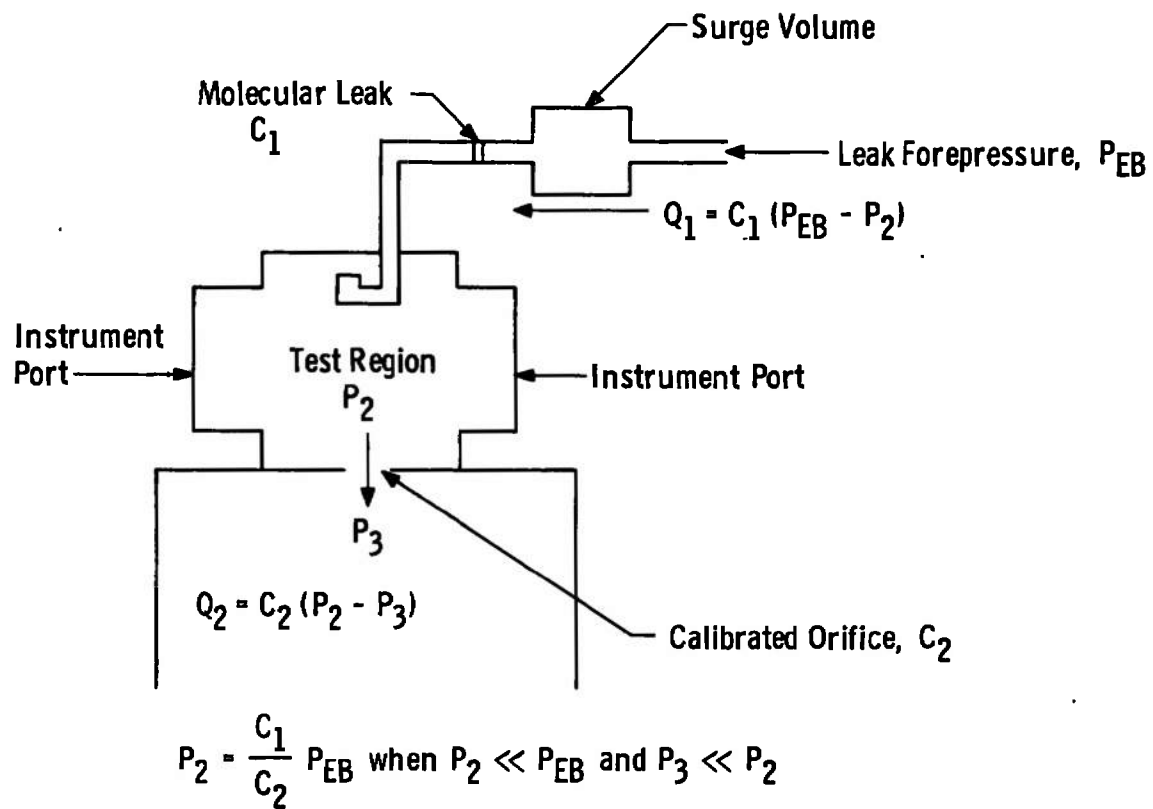 Surge Volume
Molecular Leak
C1
Leak Forepressure, PEB
Q1 = C1 (PEB - P2)
Instrument
Port
Test Region
P2
Instrument Port
P3
Q2 = C2 (P2 - P3)
Calibrated Orifice, C2
P2 = C1/C2 PEB when P2 << PEB and P3 << P2